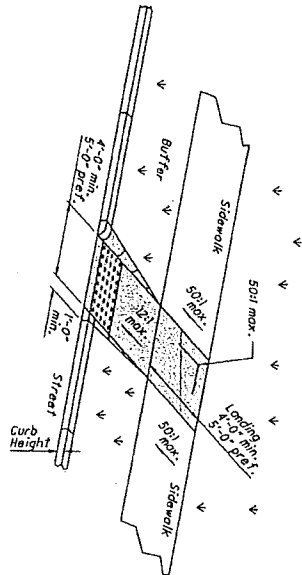 Sidewalk
Buffer
4'-0" min.
5'-0" pref.
50:1
max.
50:1 max.
12:1
max.
1'-0"
min.
Landing
4'-0" min.
5'-0" pref.
50:1
max.
Street
Sidewalk
Curb
Height